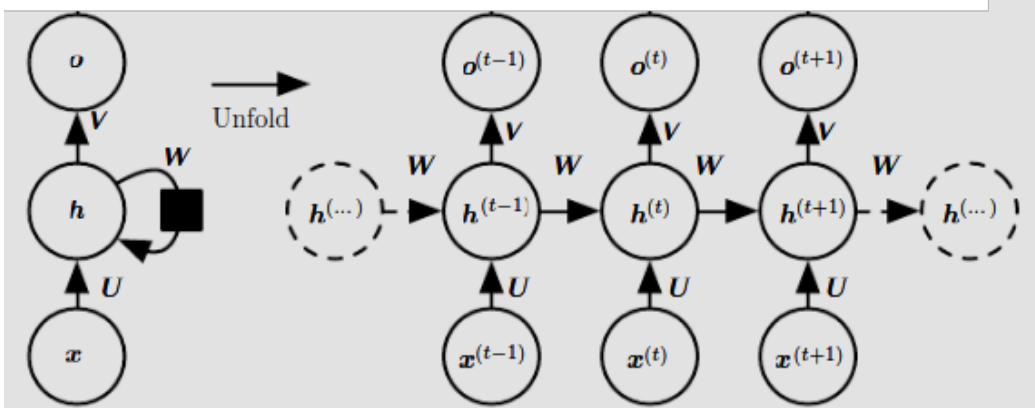 o o^(t−1) o^(t) o^(t+1)
Unfold
V V V V
W W W W W
h h^(...) h^(t−1) h^(t) h^(t+1) h^(...)
U U U U
x x^(t−1) x^(t) x^(t+1)